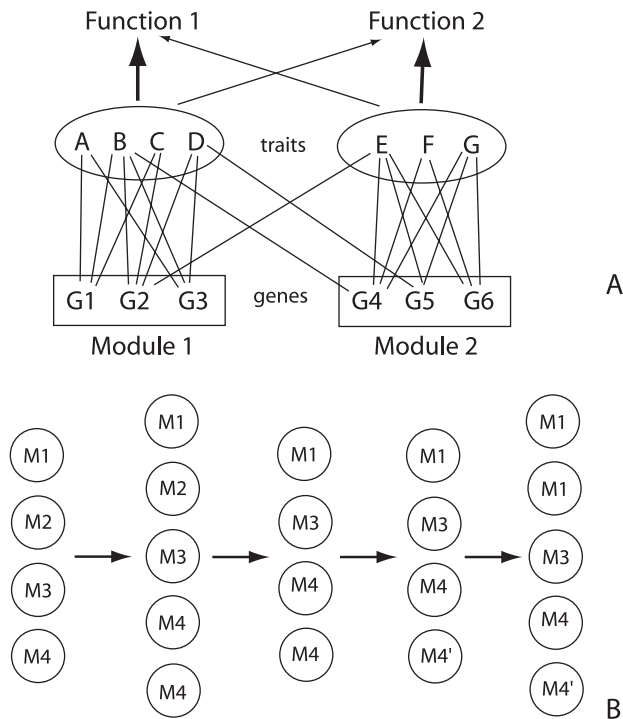 Function 1 Function 2
A B C D traits E F G
G1 G2 G3 genes G4 G5 G6
A
Module 1 Module 2
M1 M2 M3 M4
M1 M2 M3 M4 M4
M1 M3 M4 M4
M1 M3 M4 M4'
M1 M1 M3 M4 M4'
B